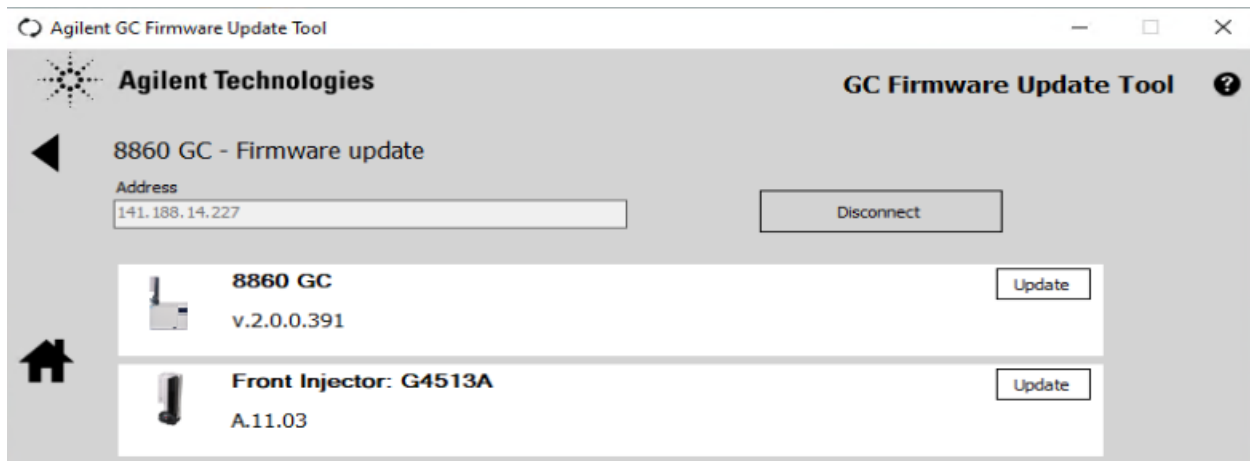 Agilent GC Firmware Update Tool
Agilent Technologies
GC Firmware Update Tool
?
8860 GC - Firmware update
Address
141.188.14.227
Disconnect
8860 GC
Update
v.2.0.0.391
Front Injector: G4513A
Update
A.11.03